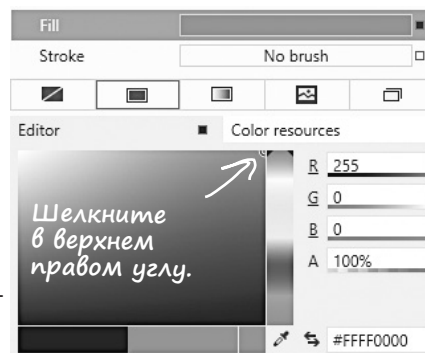 Fill
Stroke No brush
Editor Color resources
R 255
G 0
B 0
A 100%
#FFFF0000
Шелкните
в верхнем
правом углу.